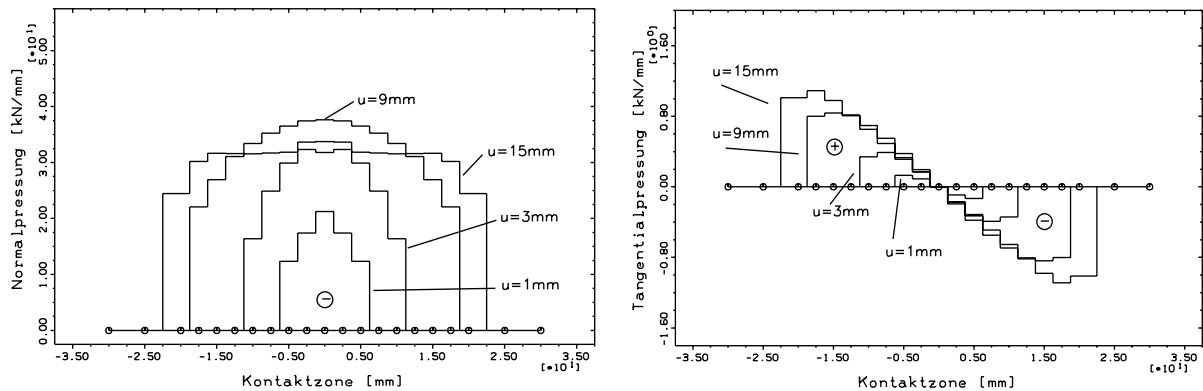 [*10¹]
Normalpressung [kN/mm]
5.00
4.00
3.00
2.00
1.00
0.00
u=9mm
u=15mm
u=3mm
u=1mm
−
-3.50
-2.50
-1.50
-0.50
0.50
1.50
2.50
3.50
[*10¹]
Kontaktzone [mm]
[*10⁰]
Tangentialpressung [kN/mm]
1.60
0.80
0.00
-0.80
-1.60
u=15mm
u=9mm
+
u=3mm
u=1mm
−
-3.50
-2.50
-1.50
-0.50
0.50
1.50
2.50
3.50
[*10¹]
Kontaktzone [mm]